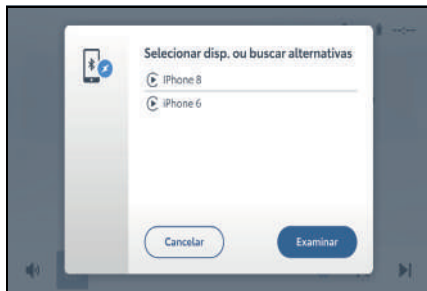 Selecionar disp. ou buscar alternativas
iPhone 8
iPhone 6
Cancelar
Examinar